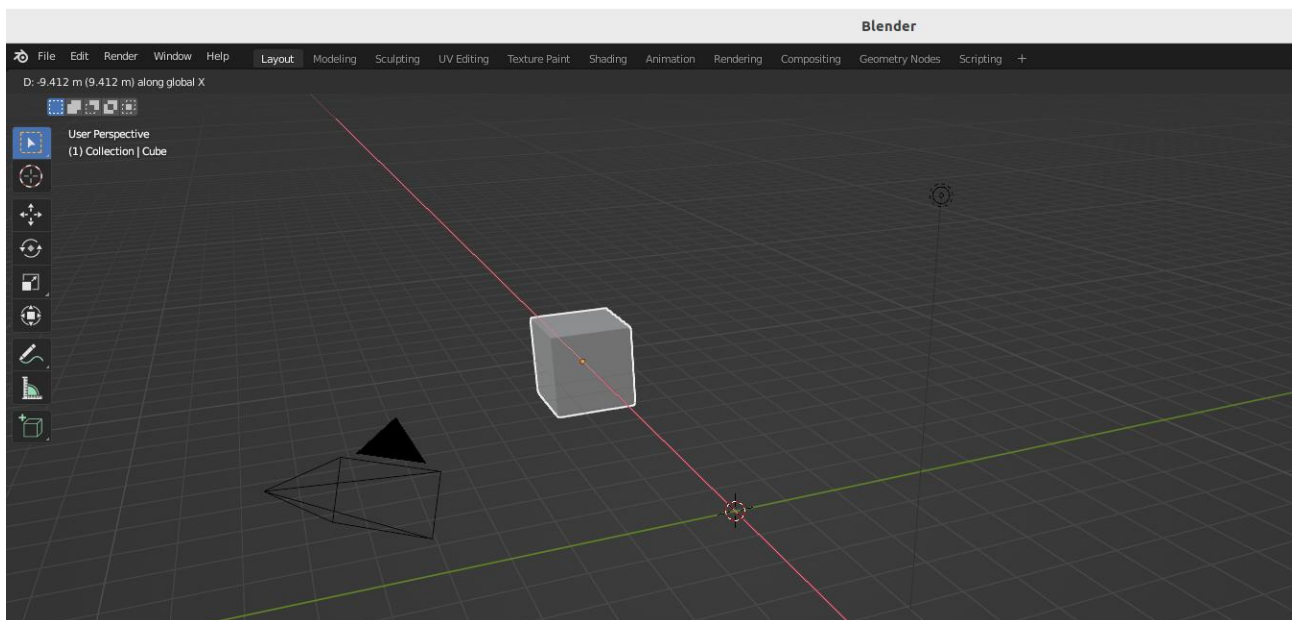 Blender
File Edit Render Window Help Layout Modeling Sculpting UV Editing Texture Paint Shading Animation Rendering Compositing Geometry Nodes Scripting +
D: -9.412 m (9.412 m) along global X
User Perspective
(1) Collection | Cube